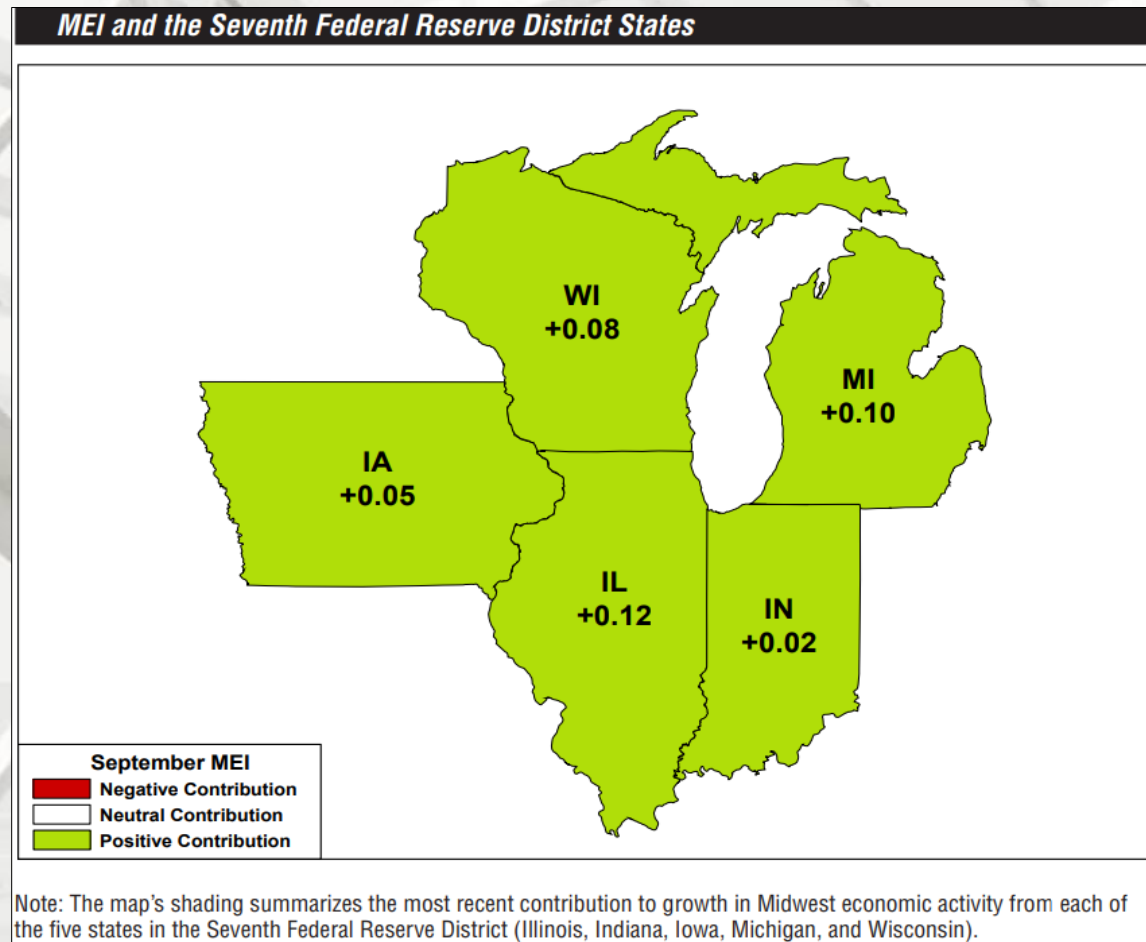 MEI and the Seventh Federal Reserve District States
WI
+0.08
MI
+0.10
IA
+0.05
IL
+0.12
IN
+0.02
September MEI
Negative Contribution
Neutral Contribution
Positive Contribution
Note: The map's shading summarizes the most recent contribution to growth in Midwest economic activity from each of
the five states in the Seventh Federal Reserve District (Illinois, Indiana, Iowa, Michigan, and Wisconsin).